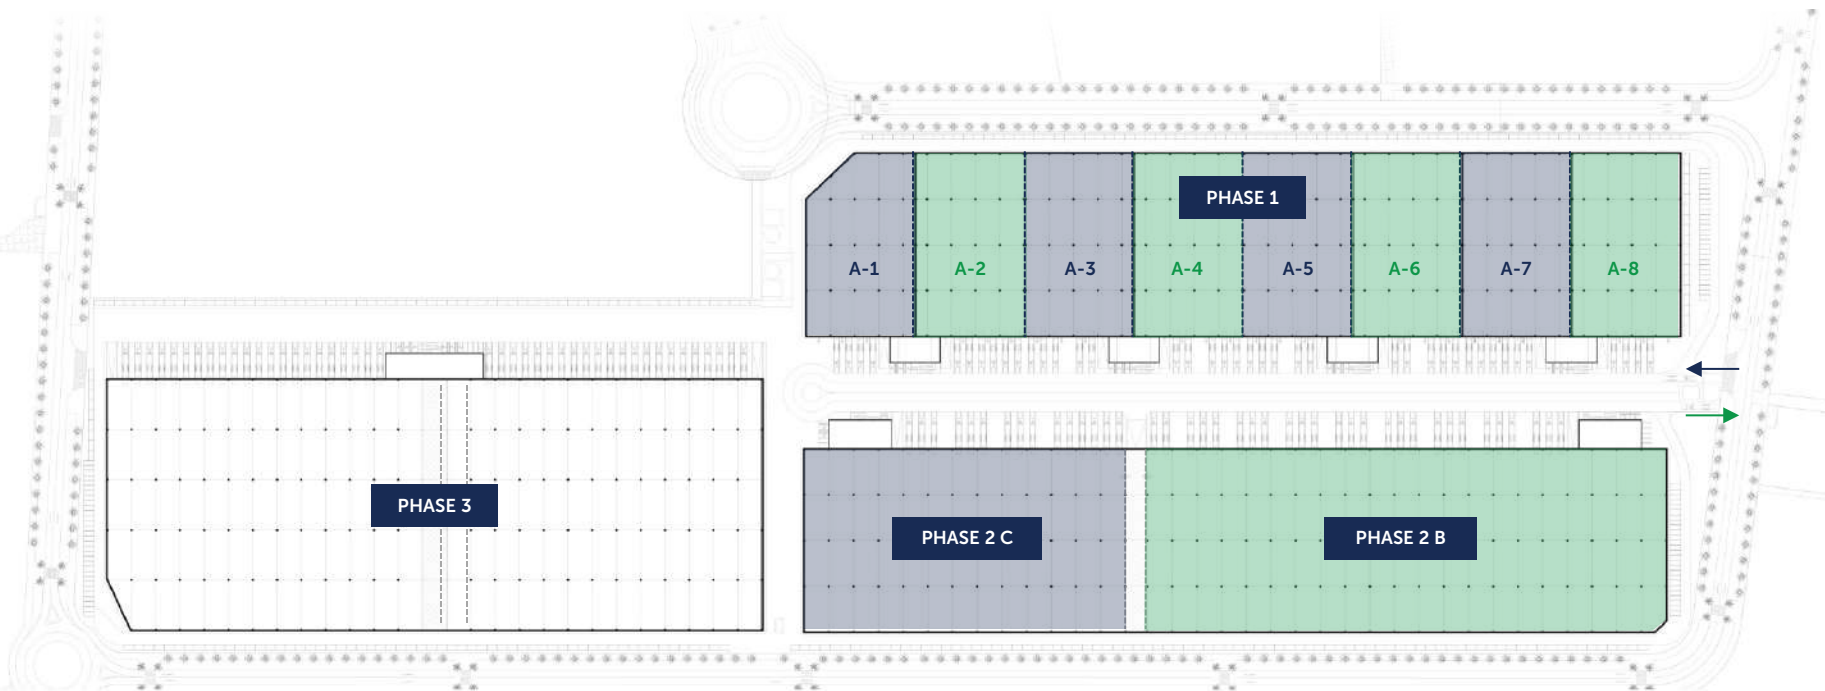 PHASE 1
A-1 A-2 A-3 A-4 A-5 A-6 A-7 A-8
PHASE 3
PHASE 2 C
PHASE 2 B